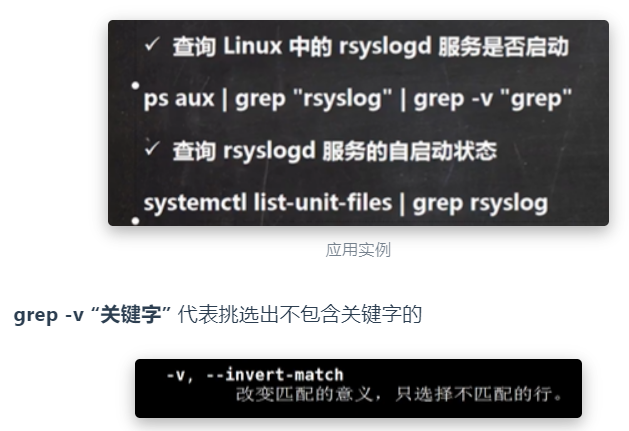 ✓ 查询 Linux 中的 rsyslogd 服务是否启动
ps aux | grep "rsyslog" | grep -v "grep"
✓ 查询 rsyslogd 服务的自启动状态
systemctl list-unit-files | grep rsyslog
应用实例
grep -v “关键字” 代表挑选出不包含关键字的
-v, --invert-match
改变匹配的意义，只选择不匹配的行。